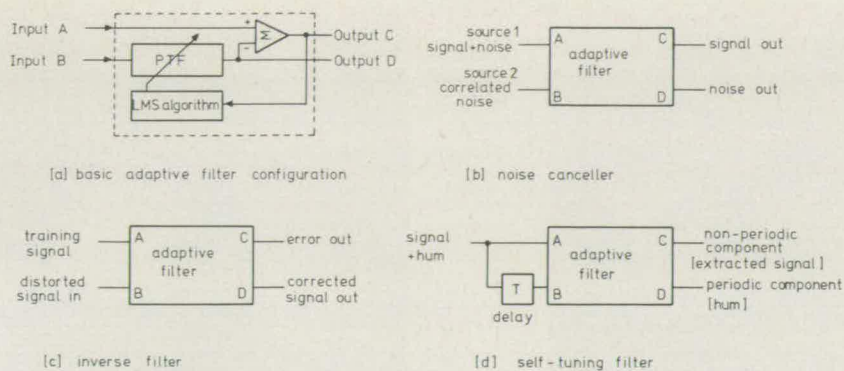 Input A
+
Σ
Output C
Input B
PTF
-
Output D
LMS algorithm
[a] basic adaptive filter configuration
source 1
signal+noise
A
C
signal out
adaptive
filter
source 2
correlated
noise
B
D
noise out
[b] noise canceller
training
signal
A
C
error out
adaptive
filter
distorted
signal in
B
D
corrected
signal out
[c] inverse filter
signal
+hum
A
C
non-periodic
component
[extracted signal]
adaptive
filter
T
delay
B
D
periodic component
[hum]
[d] self-tuning filter